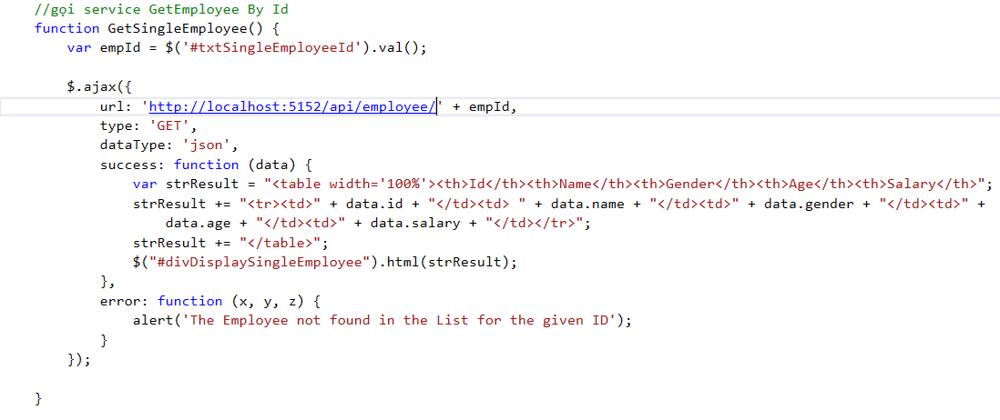 //gọi service GetEmployee By Id
function GetSingleEmployee() {
var empId = $('#txtSingleEmployeeId').val();
$.ajax({
url: 'http://localhost:5152/api/employee/' + empId,
type: 'GET',
dataType: 'json',
success: function (data) {
var strResult = "<table width='100%'><th>Id</th><th>Name</th><th>Gender</th><th>Age</th><th>Salary</th>";
strResult += "<tr><td>" + data.id + "</td><td> " + data.name + "</td><td>" + data.gender + "</td><td>" +
data.age + "</td><td>" + data.salary + "</td></tr>";
strResult += "</table>";
$("#divDisplaySingleEmployee").html(strResult);
},
error: function (x, y, z) {
alert('The Employee not found in the List for the given ID');
}
});
}